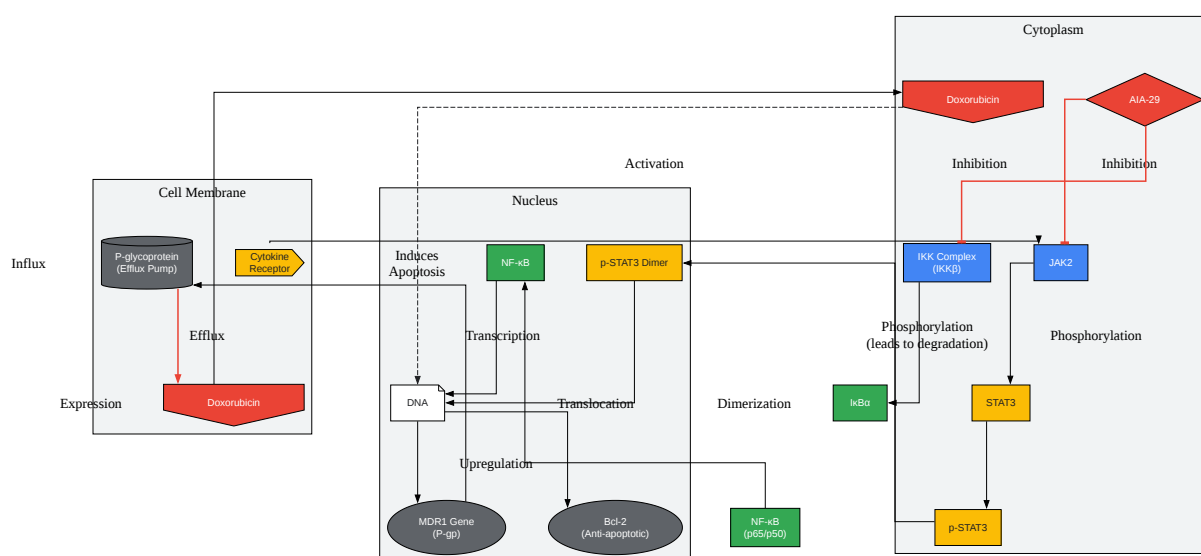 Cytoplasm
Doxorubicin
AIA-29
Activation
Inhibition
Inhibition
Cell Membrane
Nucleus
P-glycoprotein
(Efflux Pump)
Cytokine
Receptor
Influx
Induces
Apoptosis
NF-κB
p-STAT3 Dimer
IKK Complex
(IKKβ)
JAK2
Efflux
Transcription
Phosphorylation
(leads to degradation)
Phosphorylation
Expression
Doxorubicin
DNA
Translocation
Dimerization
IκBα
STAT3
Upregulation
MDR1 Gene
(P-gp)
Bcl-2
(Anti-apoptotic)
NF-κB
(p65/p50)
p-STAT3